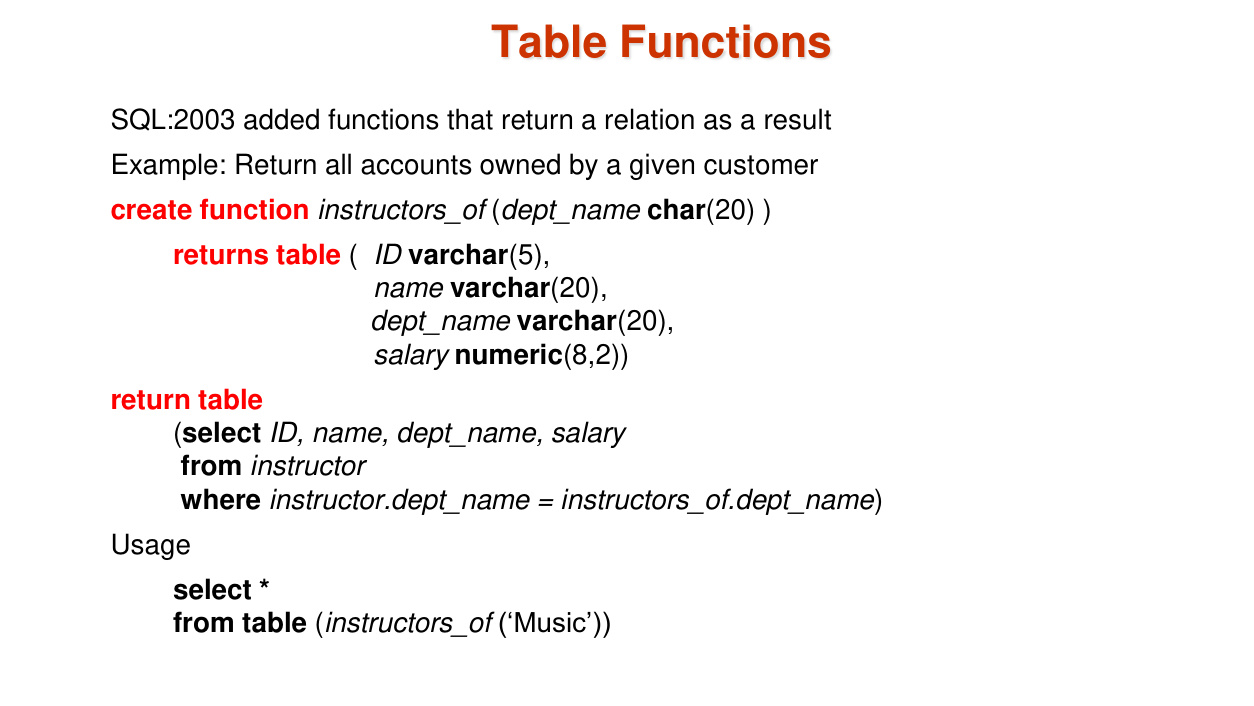 Table Functions
SQL:2003 added functions that return a relation as a result
Example: Return all accounts owned by a given customer
create function instructors_of (dept_name char(20) )
returns table ( ID varchar(5),
name varchar(20),
dept_name varchar(20),
salary numeric(8,2))
return table
(select ID, name, dept_name, salary
from instructor
where instructor.dept_name = instructors_of.dept_name)
Usage
select *
from table (instructors_of (‘Music’))